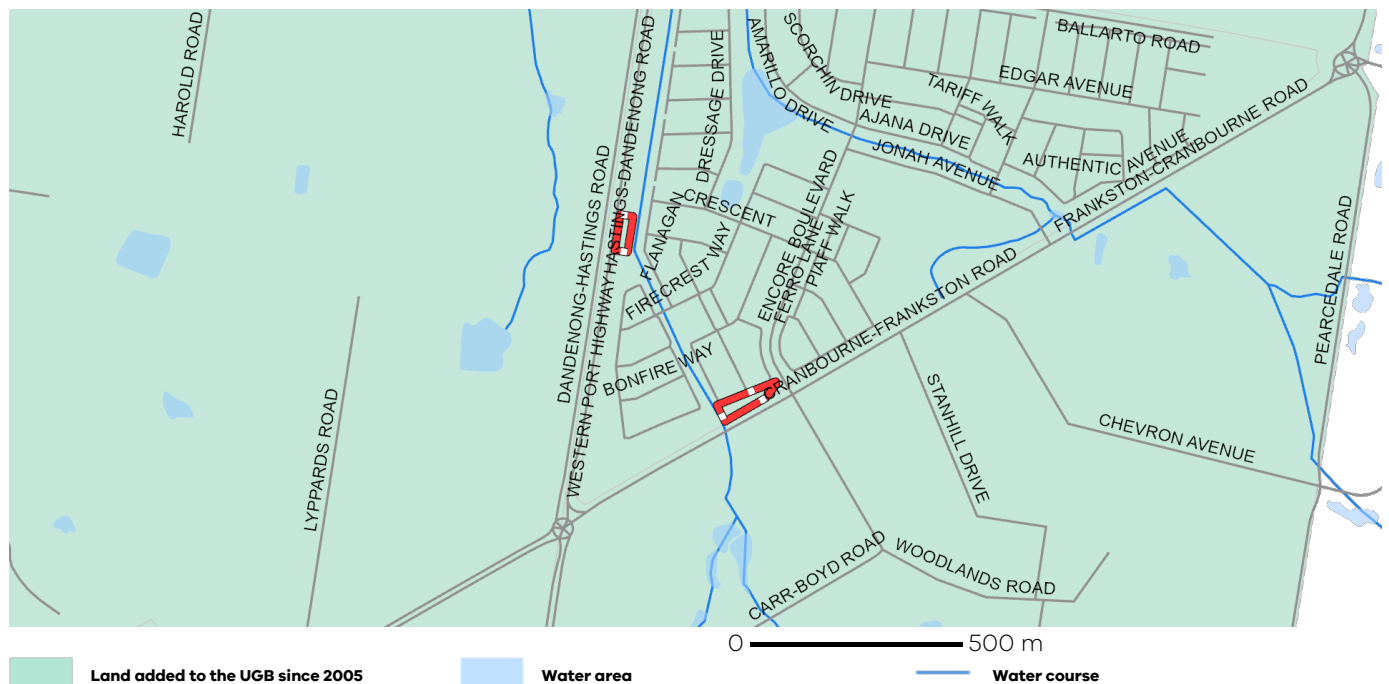 HAROLD ROAD
WESTERN PORT HIGHWAY HASTINGS-DANDENONG ROAD
DANDENONG-HASTINGS ROAD
DRESSAGE DRIVE
AMARILLO DRIVE
SCORCHIN DRIVE
BALLARTO ROAD
EDGAR AVENUE
TARIFF WALK
AJANA DRIVE
JONAH AVENUE
AUTHENTIC AVENUE
FRANKSTON-CRANBOURNE ROAD
FLANAGAN
CRESCENT
FIRECREST WAY
ENCORE BOULEVARD
FERRO LANE
PIAFF WALK
PEARCEDALE ROAD
BONFIRE WAY
CRANBOURNE-FRANKSTON ROAD
LYPPARDS ROAD
STANHILL DRIVE
CHEVRON AVENUE
CARR-BOYD ROAD
WOODLANDS ROAD
0 500 m
Land added to the UGB since 2005
Water area
Water course